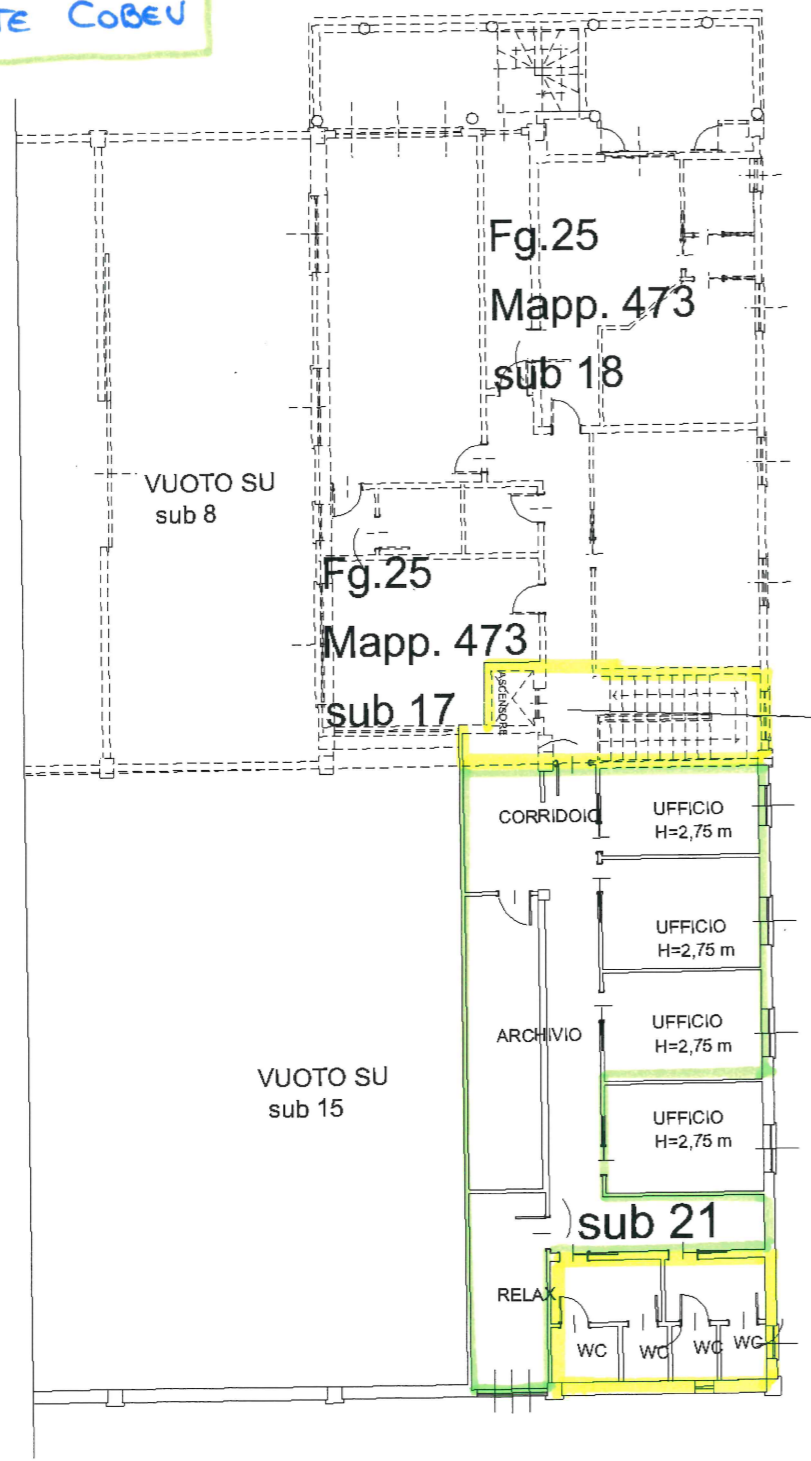 TE COBEV
Fg.25
Mapp. 473
sub 18
VUOTO SU
sub 8
Fg.25
Mapp. 473
sub 17
ASCENSORE
CORRIDOIO
UFFICIO
H=2,75 m
UFFICIO
H=2,75 m
ARCHIVIO
UFFICIO
H=2,75 m
VUOTO SU
sub 15
UFFICIO
H=2,75 m
sub 21
RELAX
WC
WC
WC
WC